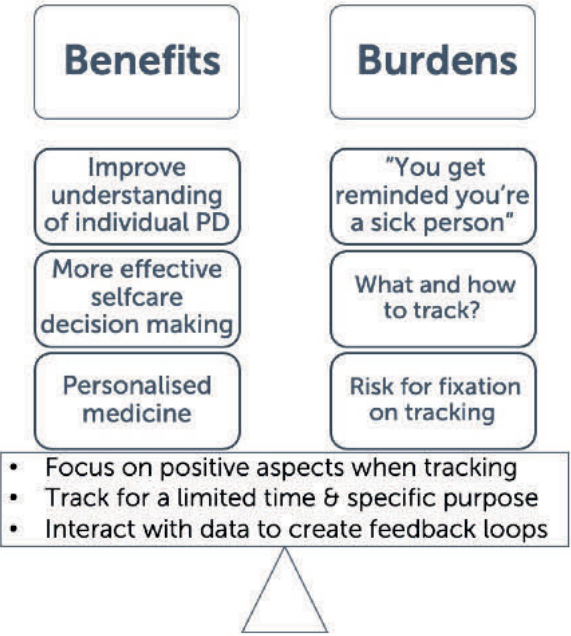 Benefits
Burdens
Improve
understanding
of individual PD
"You get
reminded you're
a sick person"
More effective
selfcare
decision making
What and how
to track?
Personalised
medicine
Risk for fixation
on tracking
• Focus on positive aspects when tracking
• Track for a limited time & specific purpose
• Interact with data to create feedback loops